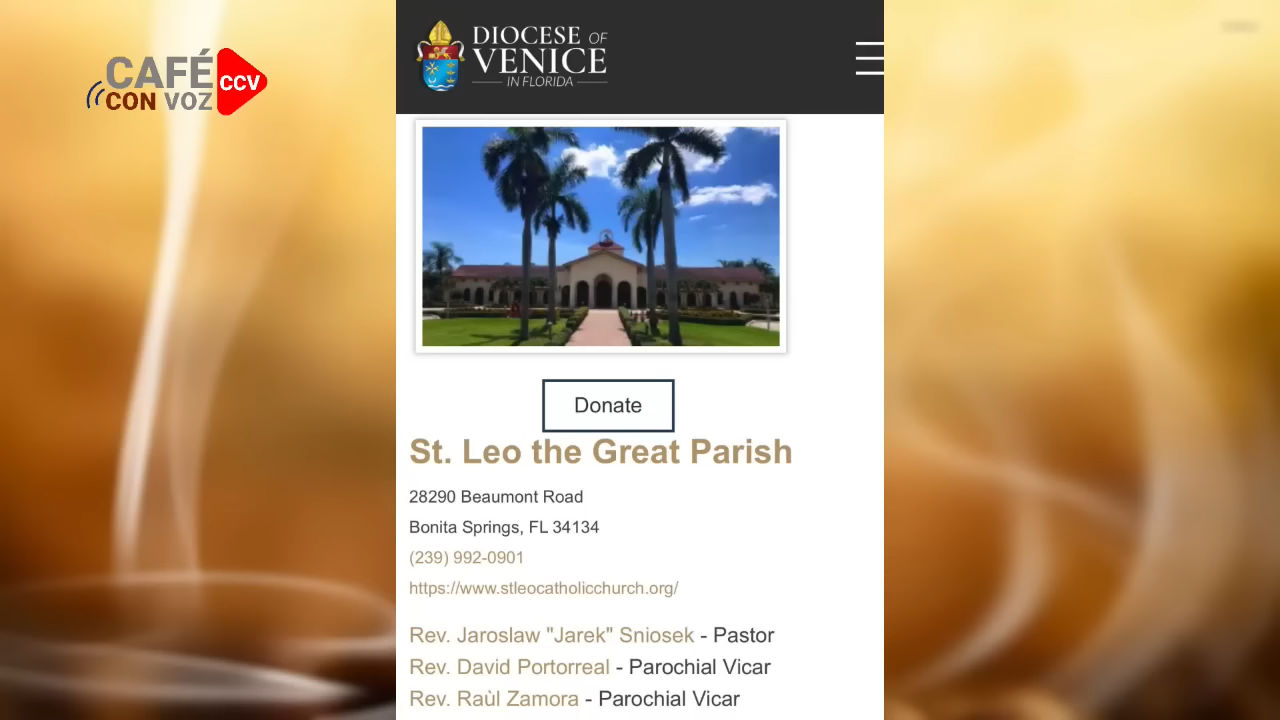 CAFÉ
CON VOZ
CCV
DIOCESE OF
VENICE
IN FLORIDA
Donate
St. Leo the Great Parish
28290 Beaumont Road
Bonita Springs, FL 34134
(239) 992-0901
https://www.stleocatholicchurch.org/
Rev. Jaroslaw "Jarek" Sniosek - Pastor
Rev. David Portorreal - Parochial Vicar
Rev. Raùl Zamora - Parochial Vicar